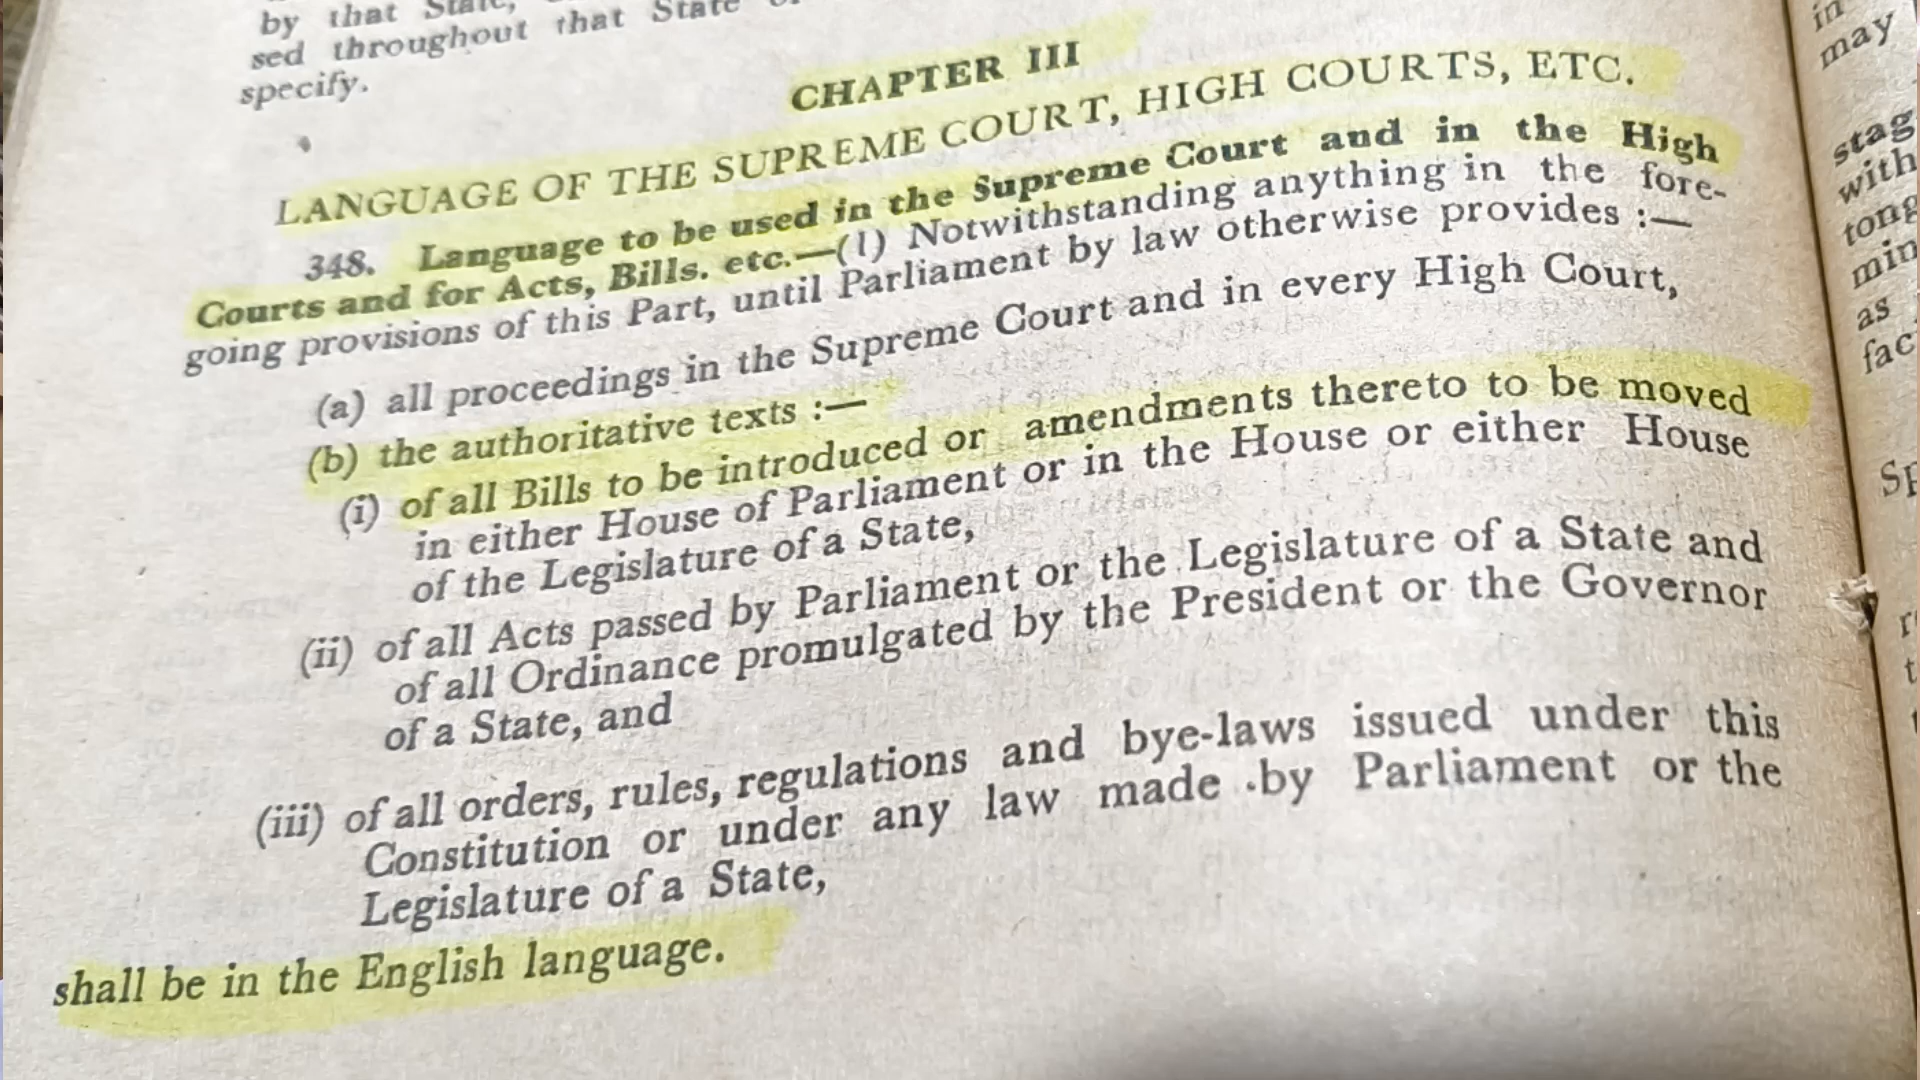 by that State,
sed throughout that State
specify.
CHAPTER III
LANGUAGE OF THE SUPREME COURT, HIGH COURTS, ETC.
348. Language to be used in the Supreme Court and in the High
Courts and for Acts, Bills. etc.—(1) Notwithstanding anything in the fore-
going provisions of this Part, until Parliament by law otherwise provides :—
(a) all proceedings in the Supreme Court and in every High Court,
(b) the authoritative texts :—
(i) of all Bills to be introduced or amendments thereto to be moved
in either House of Parliament or in the House or either House
of the Legislature of a State,
(ii) of all Acts passed by Parliament or the Legislature of a State and
of all Ordinance promulgated by the President or the Governor
of a State, and
(iii) of all orders, rules, regulations and bye-laws issued under this
Constitution or under any law made .by Parliament or the
Legislature of a State,
shall be in the English language.
in
may
stag
with
tong
min
as
fac